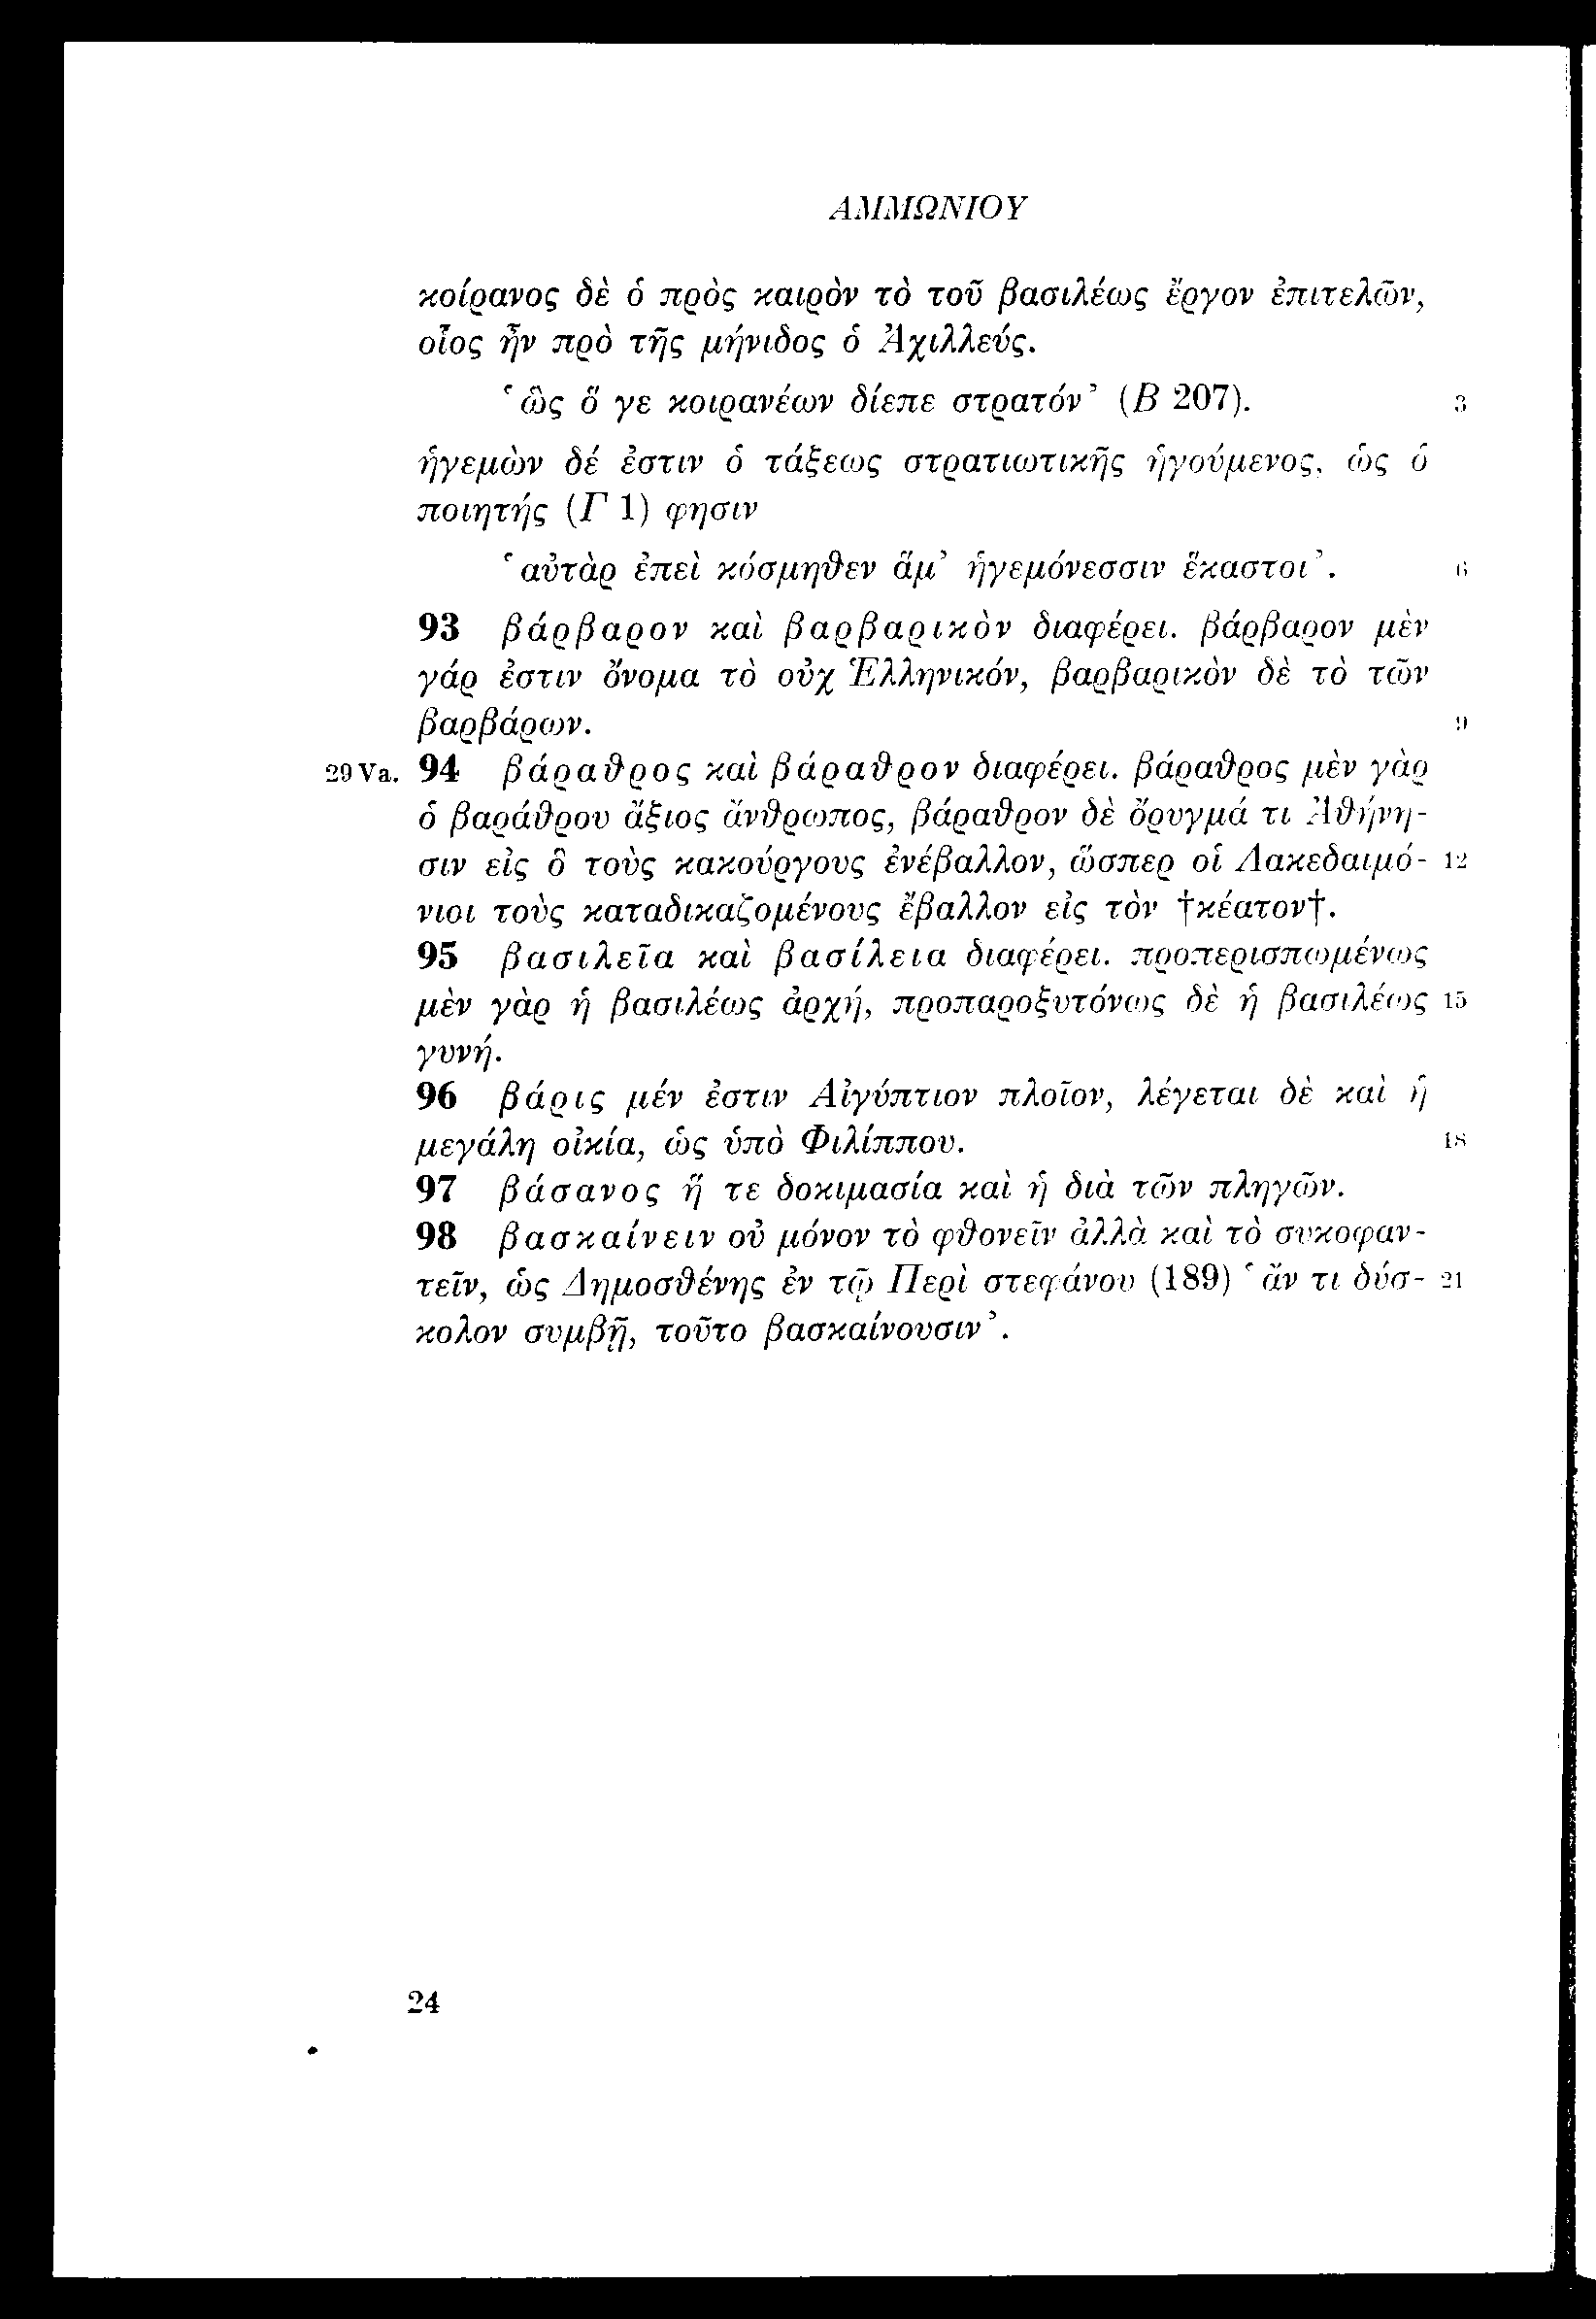 ΑΜΜΩΝΙΟΥ
κοίρανος δὲ ὁ πρὸς καιρὸν τὸ τοῦ βασιλέως ἔργον ἐπιτελῶν,
οἷος ἦν πρὸ τῆς μήνιδος ὁ Ἀχιλλεύς.
‘ὣς ὅ γε κοιρανέων δίεπε στρατόν’ (Β 207). 3
ἡγεμὼν δέ ἐστιν ὁ τάξεως στρατιωτικῆς ἡγούμενος, ὡς ὁ
ποιητής (Γ 1) φησιν
‘αὐτὰρ ἐπεὶ κόσμηθεν ἅμ’ ἡγεμόνεσσιν ἕκαστοι’. 6
93 βάρβαρον καὶ βαρβαρικὸν διαφέρει. βάρβαρον μὲν
γάρ ἐστιν ὄνομα τὸ οὐχ Ἑλληνικόν, βαρβαρικὸν δὲ τὸ τῶν
βαρβάρων. 9
29 Va. 94 βάραθρος καὶ βάραθρον διαφέρει. βάραθρος μὲν γὰρ
ὁ βαράθρου ἄξιος ἄνθρωπος, βάραθρον δὲ ὄρυγμά τι Ἀθήνη-
σιν εἰς ὃ τοὺς κακούργους ἐνέβαλλον, ὥσπερ οἱ Λακεδαιμό- 12
νιοι τοὺς καταδικαζομένους ἔβαλλον εἰς τὸν †κέατον†.
95 βασιλεῖα καὶ βασίλεια διαφέρει. προπερισπωμένως
μὲν γὰρ ἡ βασιλέως ἀρχή, προπαροξυτόνως δὲ ἡ βασιλέως 15
γυνή.
96 βάρις μέν ἐστιν Αἰγύπτιον πλοῖον, λέγεται δὲ καὶ ἡ
μεγάλη οἰκία, ὡς ὑπὸ Φιλίππου. 18
97 βάσανος ἥ τε δοκιμασία καὶ ἡ διὰ τῶν πληγῶν.
98 βασκαίνειν οὐ μόνον τὸ φθονεῖν ἀλλὰ καὶ τὸ συκοφαν-
τεῖν, ὡς Δημοσθένης ἐν τῷ Περὶ στεφάνου (189) ‘ἄν τι δύσ- 21
κολον συμβῇ, τοῦτο βασκαίνουσιν’.
24